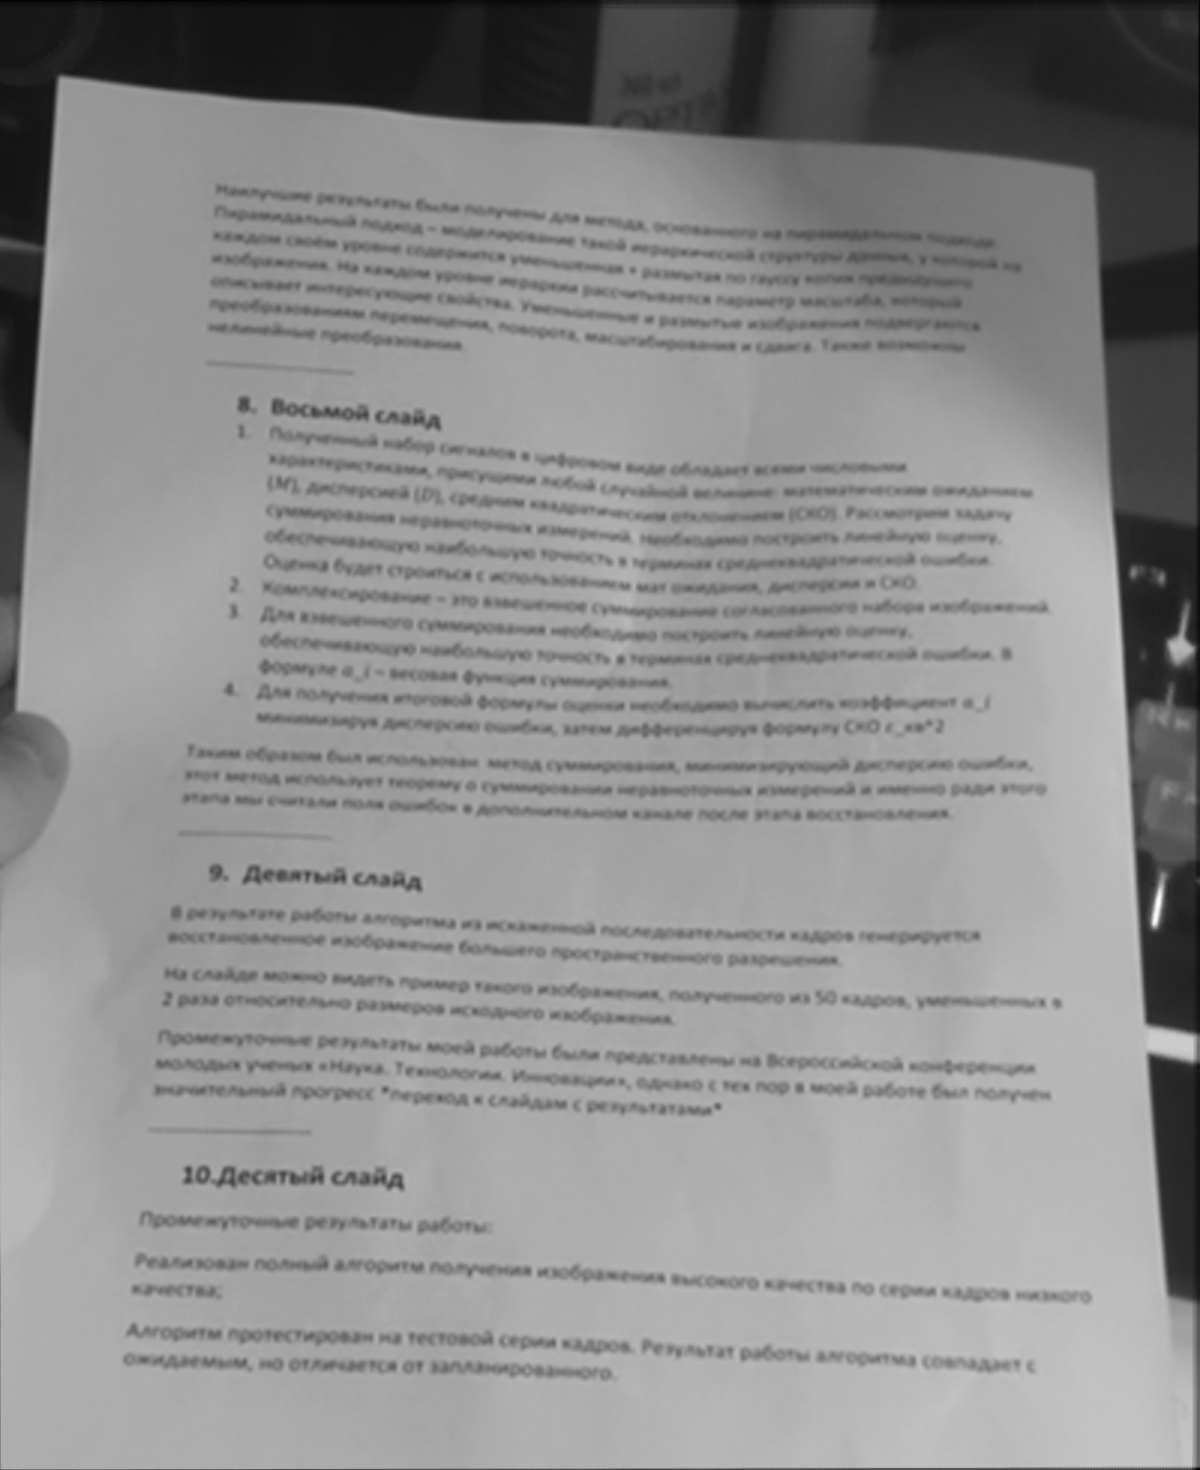 Наилучшие результаты были получены для метода, основанного на пирамидальном подходе.
Пирамидальный подход – моделирование такой иерархической структуры данных, у которой на
каждом своём уровне содержится уменьшенная и размытая по гауссу копия предыдущего
изображения. На каждом уровне иерархии рассчитывается параметр масштаба, который
описывает интересующие свойства. Уменьшенные и размытые изображения подвергаются
преобразованиям перемещения, поворота, масштабирования и сдвига. Также возможны
нелинейные преобразования.
8. Восьмой слайд
1. Полученный набор сигналов в цифровом виде обладает всеми числовыми
характеристиками, присущими любой случайной величине: математическим ожиданием
(M), дисперсией (D), средним квадратическим отклонением (СКО). Рассмотрим задачу
суммирования неравноточных измерений. Необходимо построить линейную оценку,
обеспечивающую наибольшую точность в терминах среднеквадратической ошибки.
Оценка будет строиться с использованием мат ожидания, дисперсии и СКО.
2. Комплексирование – это взвешенное суммирование согласованного набора изображений.
3. Для взвешенного суммирования необходимо построить линейную оценку,
обеспечивающую наибольшую точность в терминах среднеквадратической ошибки. В
формуле a_i – весовая функция суммирования.
4. Для получения итоговой формулы оценки необходимо вычислить коэффициент a_i
минимизируя дисперсию ошибки, затем дифференцируя формулу СКО ε_кв^2
Таким образом был использован метод суммирования, минимизирующий дисперсию ошибки,
этот метод использует теорему о суммировании неравноточных измерений и именно ради этого
этапа мы считали поля ошибок в дополнительном канале после этапа восстановления.
9. Девятый слайд
В результате работы алгоритма из искаженной последовательности кадров генерируется
восстановленное изображение большего пространственного разрешения.
На слайде можно видеть пример такого изображения, полученного из 50 кадров, уменьшенных в
2 раза относительно размеров исходного изображения.
Промежуточные результаты моей работы были представлены на Всероссийской конференции
молодых ученых «Наука. Технологии. Инновации», однако с тех пор в моей работе был получен
значительный прогресс *переход к слайдам с результатами*
10.Десятый слайд
Промежуточные результаты работы:
Реализован полный алгоритм получения изображения высокого качества по серии кадров низкого
качества;
Алгоритм протестирован на тестовой серии кадров. Результат работы алгоритма совпадает с
ожидаемым, но отличается от запланированного.